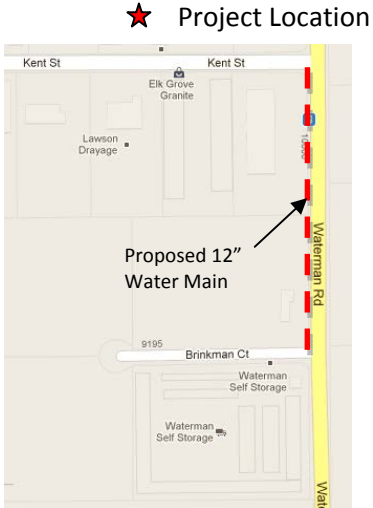 Project Location
Kent St
Kent St
Elk Grove
Granite
Lawson
Drayage
Proposed 12”
Water Main
Waterman Rd
9195
Brinkman Ct
Waterman
Self Storage
Waterman
Self Storage
Wat